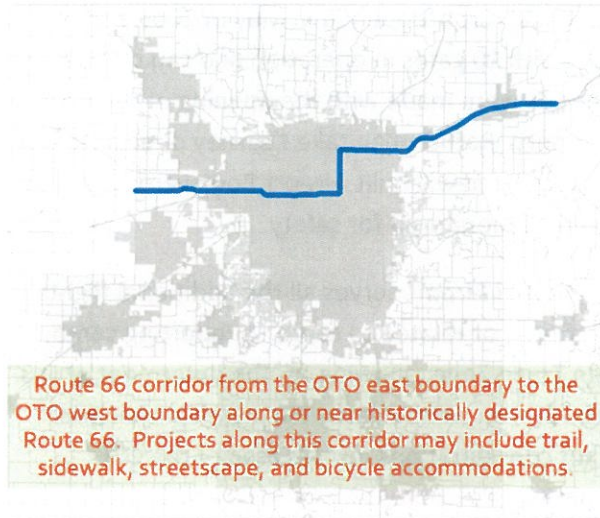 Route 66 corridor from the OTO east boundary to the
OTO west boundary along or near historically designated
Route 66. Projects along this corridor may include trail,
sidewalk, streetscape, and bicycle accommodations.